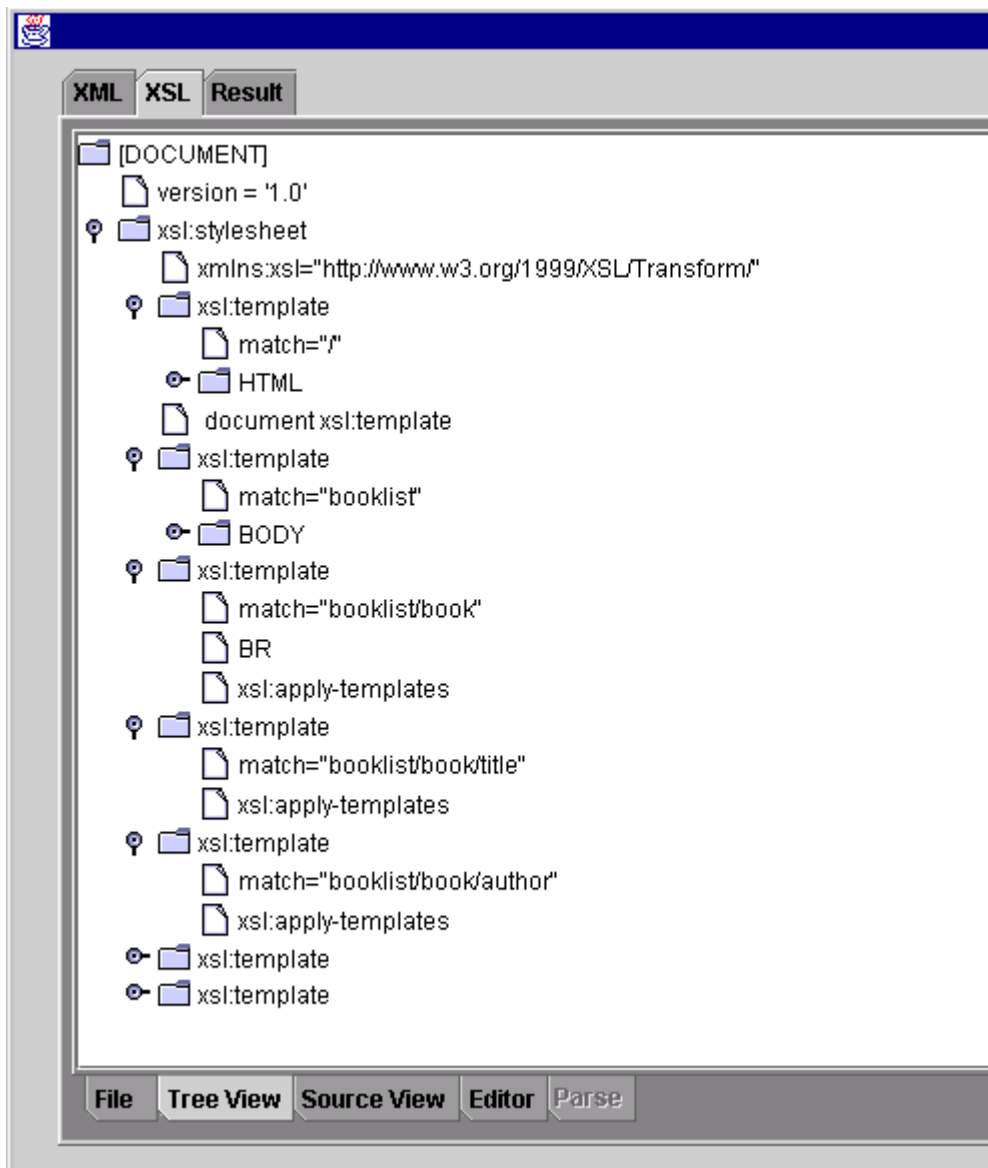 XML XSL Result
[DOCUMENT]
version = '1.0'
xsl:stylesheet
xmlns:xsl="http://www.w3.org/1999/XSL/Transform/"
xsl:template
match="/"
HTML
document xsl:template
xsl:template
match="booklist"
BODY
xsl:template
match="booklist/book"
BR
xsl:apply-templates
xsl:template
match="booklist/book/title"
xsl:apply-templates
xsl:template
match="booklist/book/author"
xsl:apply-templates
xsl:template
xsl:template
File Tree View Source View Editor Parse